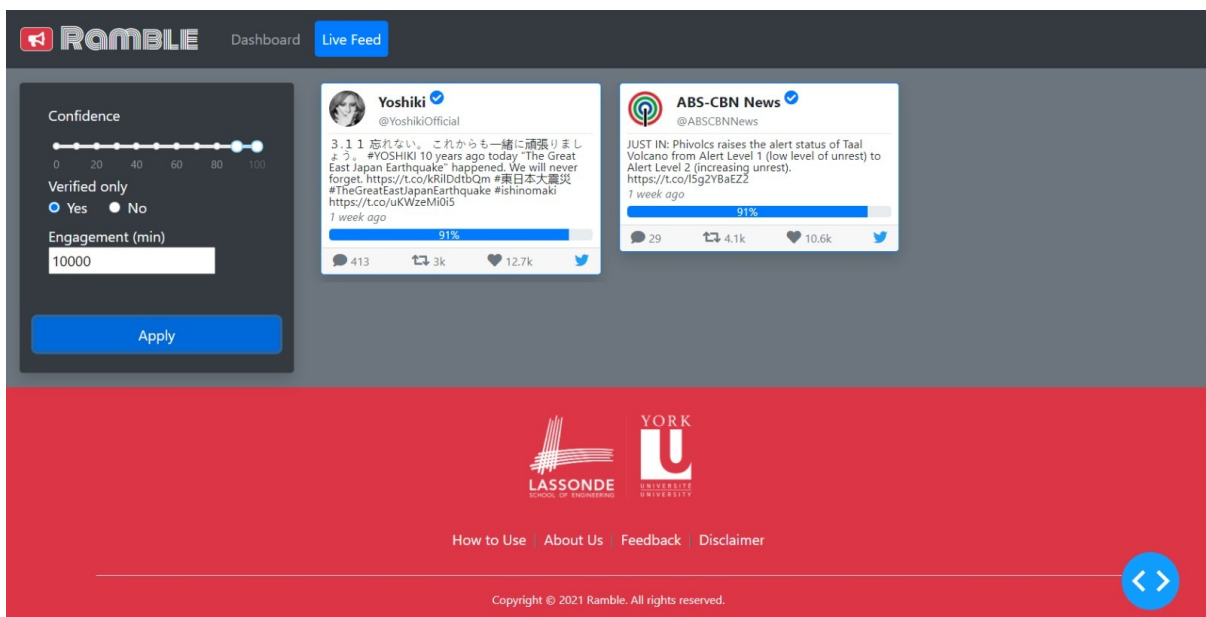 RamBLE
Dashboard
Live Feed
Confidence
0 20 40 60 80 100
Verified only
Yes No
Engagement (min)
10000
Apply
Yoshiki
@YoshikiOfficial
3.11 忘れない。 これからも一緒に頑張りまし
ょう。 #YOSHIKI 10 years ago today "The Great
East Japan Earthquake" happened. We will never
forget. https://t.co/kRilDdtbQm #東日本大震災
#TheGreatEastJapanEarthquake #ishinomaki
https://t.co/uKWzeMi0i5
1 week ago
91%
413 3k 12.7k
ABS-CBN News
@ABSCBNNews
JUST IN: Phivolcs raises the alert status of Taal
Volcano from Alert Level 1 (low level of unrest) to
Alert Level 2 (increasing unrest).
https://t.co/l5g2YBaEZ2
1 week ago
91%
29 4.1k 10.6k
LASSONDE
SCHOOL OF ENGINEERING
YORK
U
UNIVERSITÉ
UNIVERSITY
How to Use | About Us | Feedback | Disclaimer
Copyright © 2021 Ramble. All rights reserved.